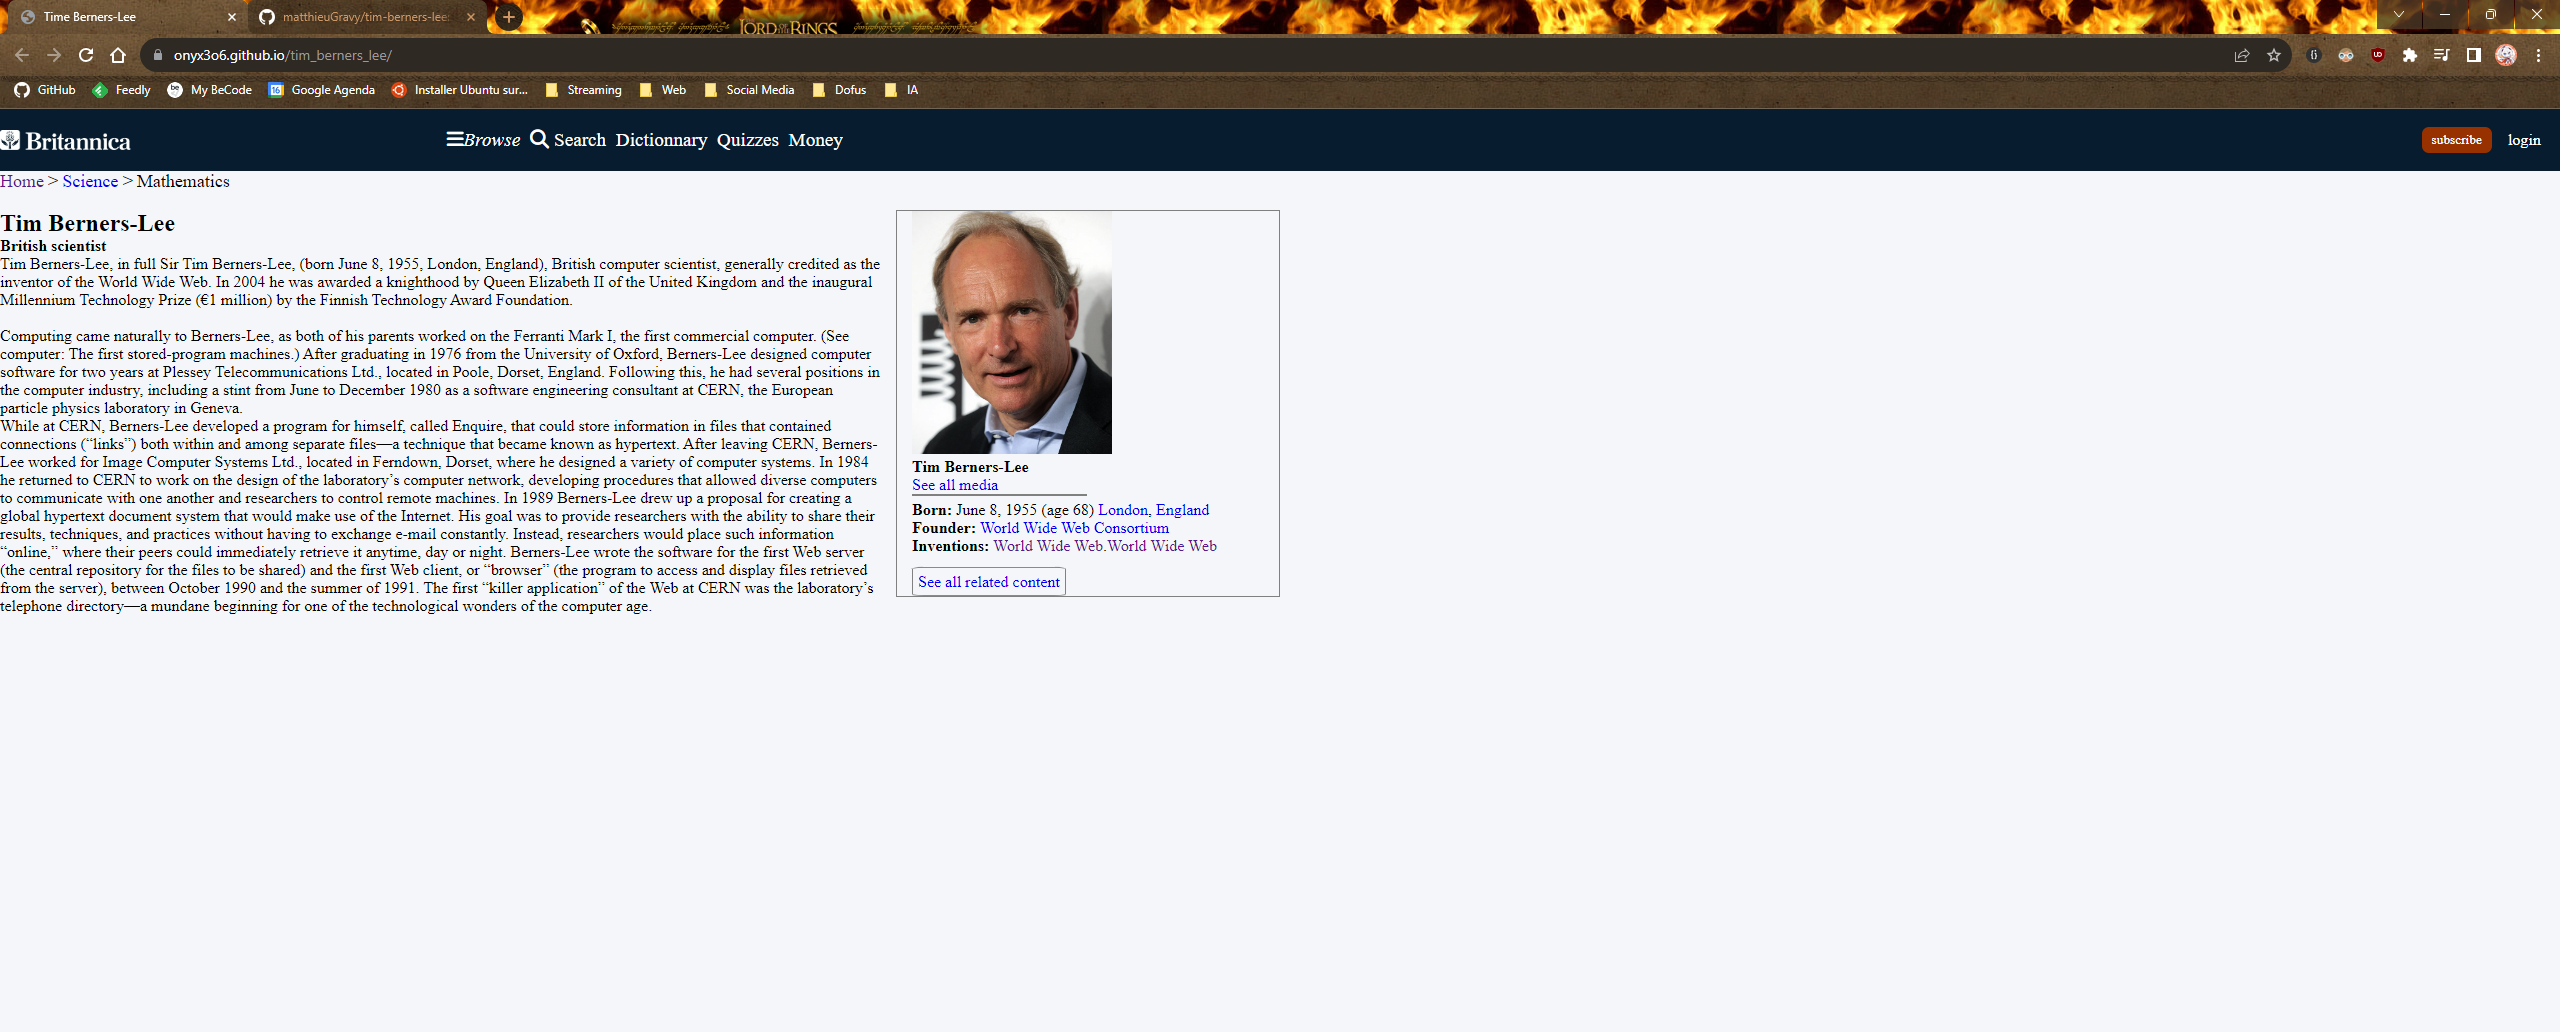 Time Berners-Lee
matthieuGravy/tim-berners-lee:
THE LORD OF THE RINGS
onyx3o6.github.io/tim_berners_lee/
GitHub Feedly My BeCode Google Agenda Installer Ubuntu sur... Streaming Web Social Media Dofus IA
Britannica Browse Search Dictionnary Quizzes Money subscribe login
Home > Science > Mathematics
Tim Berners-Lee
British scientist
Tim Berners-Lee, in full Sir Tim Berners-Lee, (born June 8, 1955, London, England), British computer scientist, generally credited as the
inventor of the World Wide Web. In 2004 he was awarded a knighthood by Queen Elizabeth II of the United Kingdom and the inaugural
Millennium Technology Prize (€1 million) by the Finnish Technology Award Foundation.
Computing came naturally to Berners-Lee, as both of his parents worked on the Ferranti Mark I, the first commercial computer. (See
computer: The first stored-program machines.) After graduating in 1976 from the University of Oxford, Berners-Lee designed computer
software for two years at Plessey Telecommunications Ltd., located in Poole, Dorset, England. Following this, he had several positions in
the computer industry, including a stint from June to December 1980 as a software engineering consultant at CERN, the European
particle physics laboratory in Geneva.
While at CERN, Berners-Lee developed a program for himself, called Enquire, that could store information in files that contained
connections (“links”) both within and among separate files—a technique that became known as hypertext. After leaving CERN, Berners-
Lee worked for Image Computer Systems Ltd., located in Ferndown, Dorset, where he designed a variety of computer systems. In 1984
he returned to CERN to work on the design of the laboratory’s computer network, developing procedures that allowed diverse computers
to communicate with one another and researchers to control remote machines. In 1989 Berners-Lee drew up a proposal for creating a
global hypertext document system that would make use of the Internet. His goal was to provide researchers with the ability to share their
results, techniques, and practices without having to exchange e-mail constantly. Instead, researchers would place such information
“online,” where their peers could immediately retrieve it anytime, day or night. Berners-Lee wrote the software for the first Web server
(the central repository for the files to be shared) and the first Web client, or “browser” (the program to access and display files retrieved
from the server), between October 1990 and the summer of 1991. The first “killer application” of the Web at CERN was the laboratory’s
telephone directory—a mundane beginning for one of the technological wonders of the computer age.
Tim Berners-Lee
See all media
Born: June 8, 1955 (age 68) London, England
Founder: World Wide Web Consortium
Inventions: World Wide Web.World Wide Web
See all related content